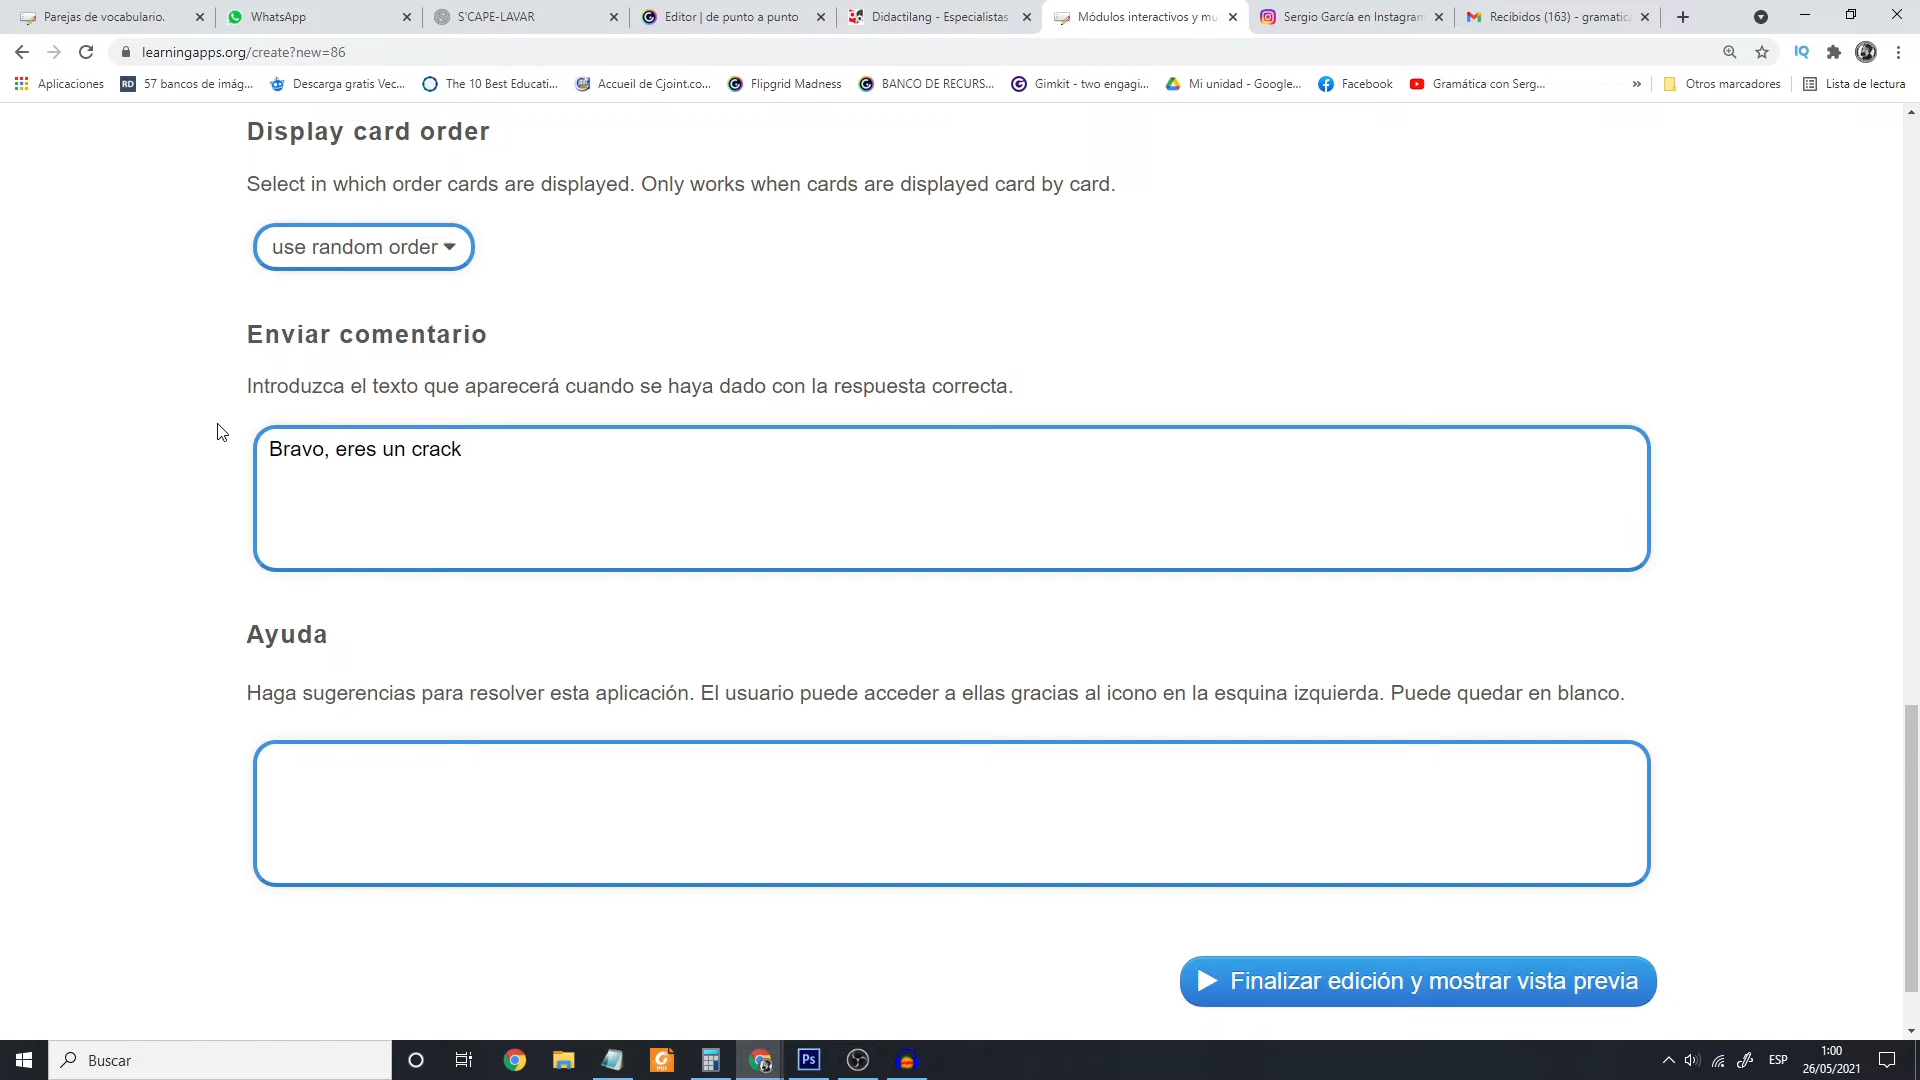 Parejas de vocabulario.
WhatsApp
S'CAPE-LAVAR
Editor | de punto a punto
Didactilang - Especialistas
Módulos interactivos y mu
Sergio García en Instagram
Recibidos (163) - gramatic
learningapps.org/create?new=86
Aplicaciones
57 bancos de imág...
Descarga gratis Vec...
The 10 Best Educati...
Accueil de Cjoint.co...
Flipgrid Madness
BANCO DE RECURS...
Gimkit - two engagi...
Mi unidad - Google...
Facebook
Gramática con Serg...
»
Otros marcadores
Lista de lectura
Display card order
Select in which order cards are displayed. Only works when cards are displayed card by card.
use random order
Enviar comentario
Introduzca el texto que aparecerá cuando se haya dado con la respuesta correcta.
Bravo, eres un crack
Ayuda
Haga sugerencias para resolver esta aplicación. El usuario puede acceder a ellas gracias al icono en la esquina izquierda. Puede quedar en blanco.
Finalizar edición y mostrar vista previa
Buscar
Ps
ESP
1:00
26/05/2021